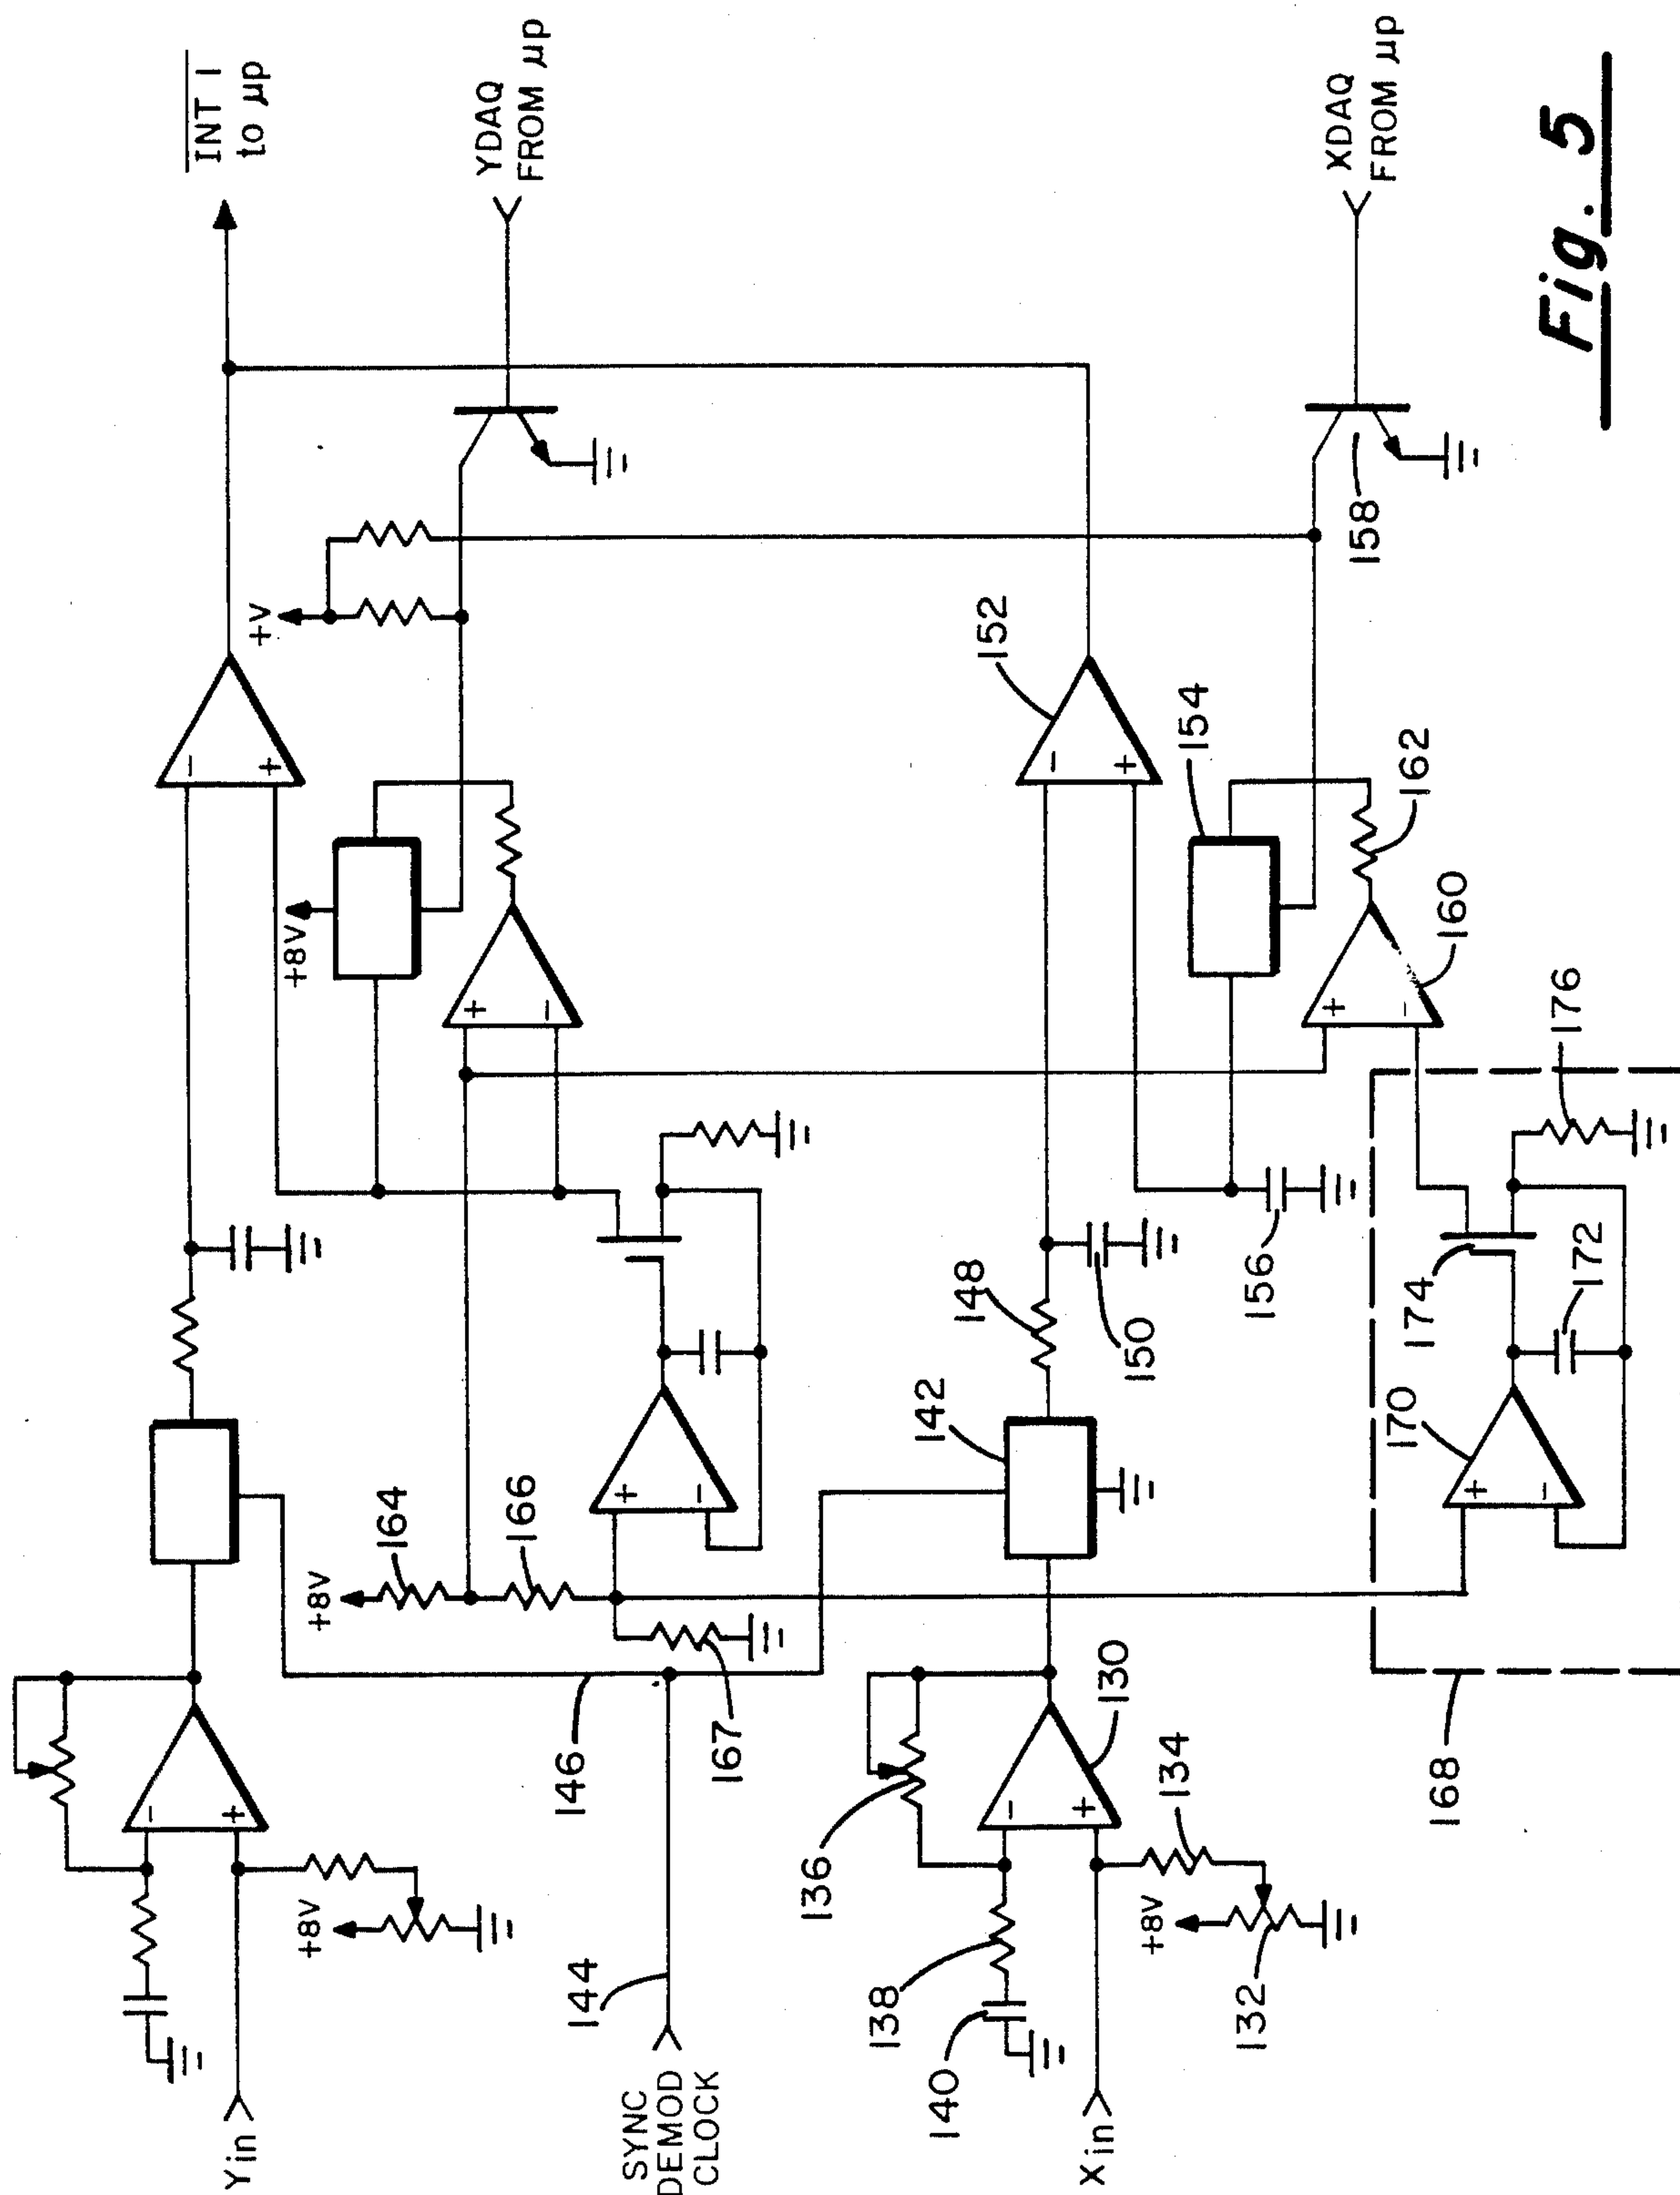 INT 1
to μp
YDAQ
FROM μp
XDAQ
FROM μp
Fig. 5
+V
+8V
-
+
+
-
152
-
+
154
162
160
+
-
176
164
166
+8V
+
-
167
146
148
150
156
142
174
172
170
+
-
168
-
+
+8V
Yin
144
SYNC
DEMOD
CLOCK
136
130
-
+
134
138
140
+8V
132
Xin
158